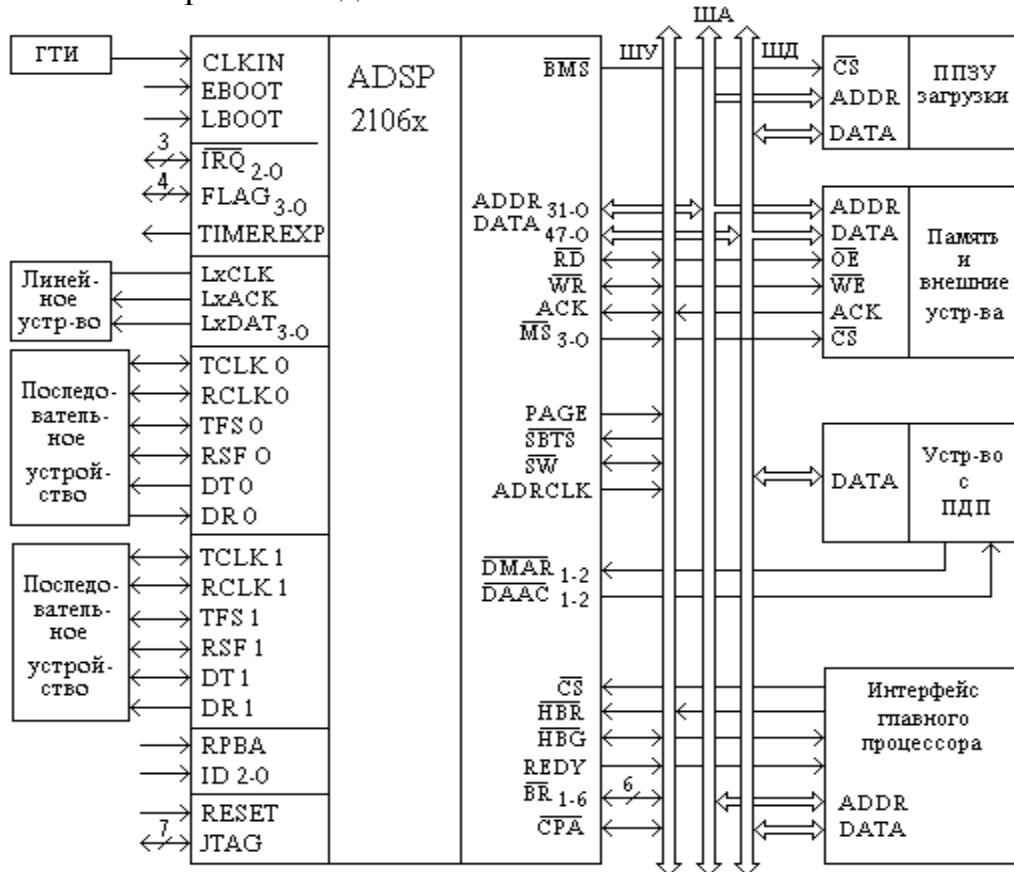 ША
ШУ
ШД
ГТИ
CLKIN
EBOOT
LBOOT
3
IRQ 2-0
4
FLAG 3-0
TIMEREXP
Линей-
ное
устр-во
LxCLK
LxACK
LxDAT 3-0
Последо-
ватель-
ное
устрой-
ство
TCLK 0
RCLK 0
TFS 0
RSF 0
DT 0
DR 0
Последо-
ватель-
ное
устрой-
ство
TCLK 1
RCLK 1
TFS 1
RSF 1
DT 1
DR 1
RPBA
ID 2-0
RESET
7
JTAG
ADSP
2106x
BMS
ADDR 31-0
DATA 47-0
RD
WR
ACK
MS 3-0
PAGE
SBTS
SW
ADRCLK
DMAR 1-2
DAAC 1-2
CS
HBR
HBG
REDY
BR 1-6
6
CPA
CS
ADDR
DATA
ППЗУ
загрузки
ADDR
DATA
OE
WE
ACK
CS
Память
и
внешние
устр-ва
DATA
Устр-во
с
ПДП
Интерфейс
главного
процессора
ADDR
DATA